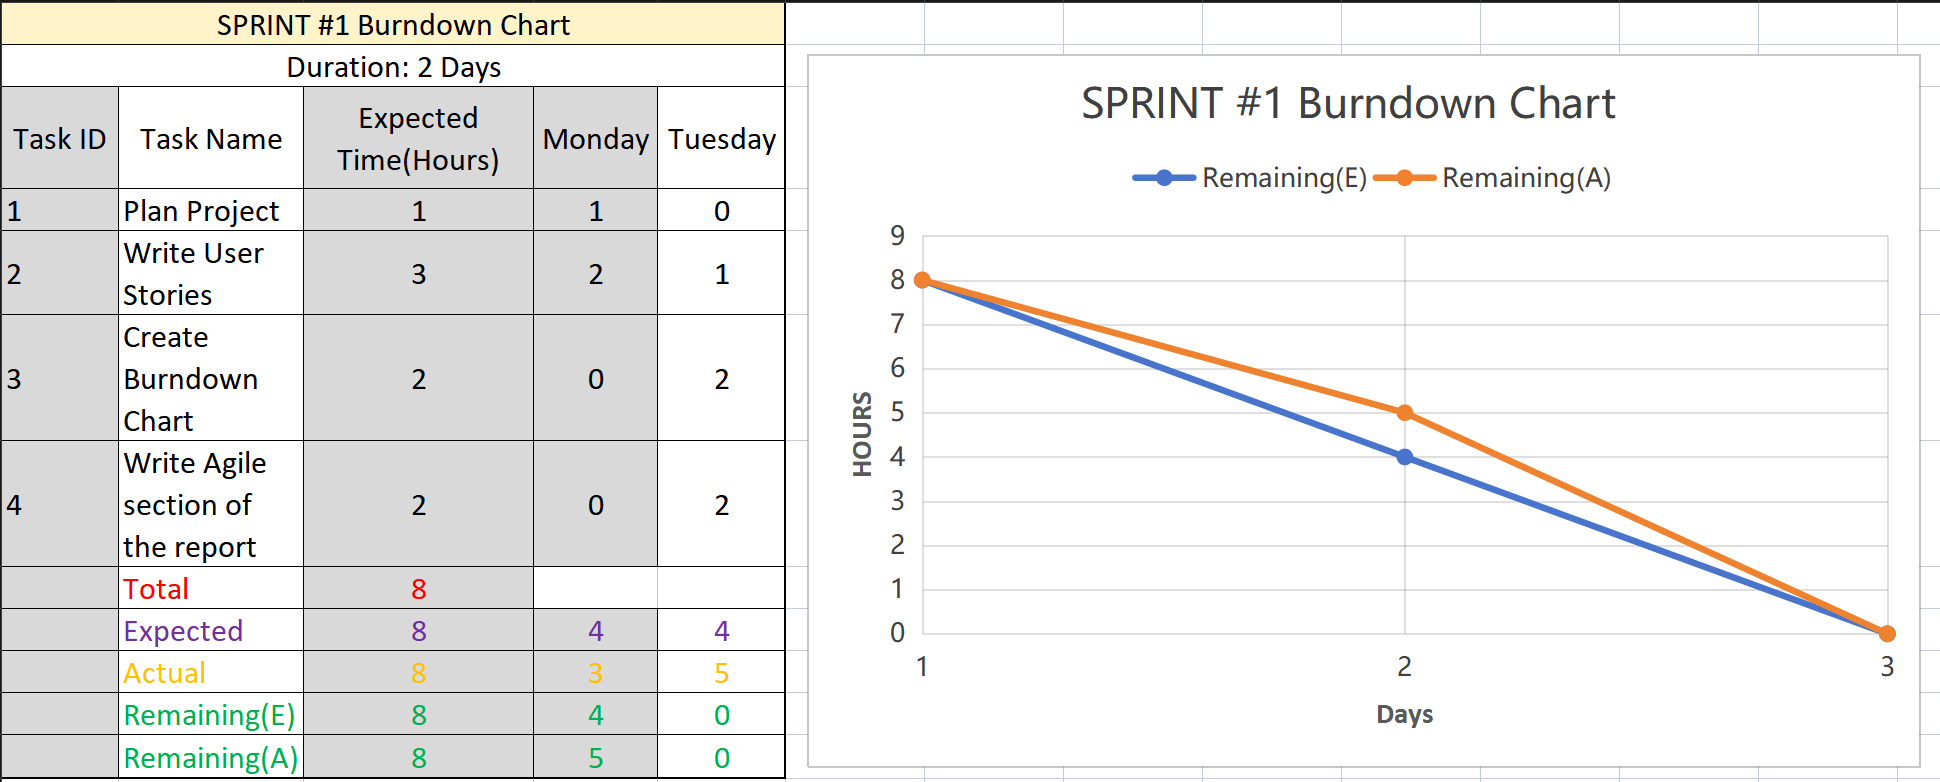 SPRINT #1 Burndown Chart
Duration: 2 Days
Task ID Task Name Expected Time(Hours) Monday Tuesday
1 Plan Project 1 1 0
2 Write User Stories 3 2 1
3 Create Burndown Chart 2 0 2
4 Write Agile section of the report 2 0 2
Total 8
Expected 8 4 4
Actual 8 3 5
Remaining(E) 8 4 0
Remaining(A) 8 5 0
SPRINT #1 Burndown Chart
Remaining(E) Remaining(A)
9
8
7
6
5
4
3
2
1
0
HOURS
1 2 3
Days